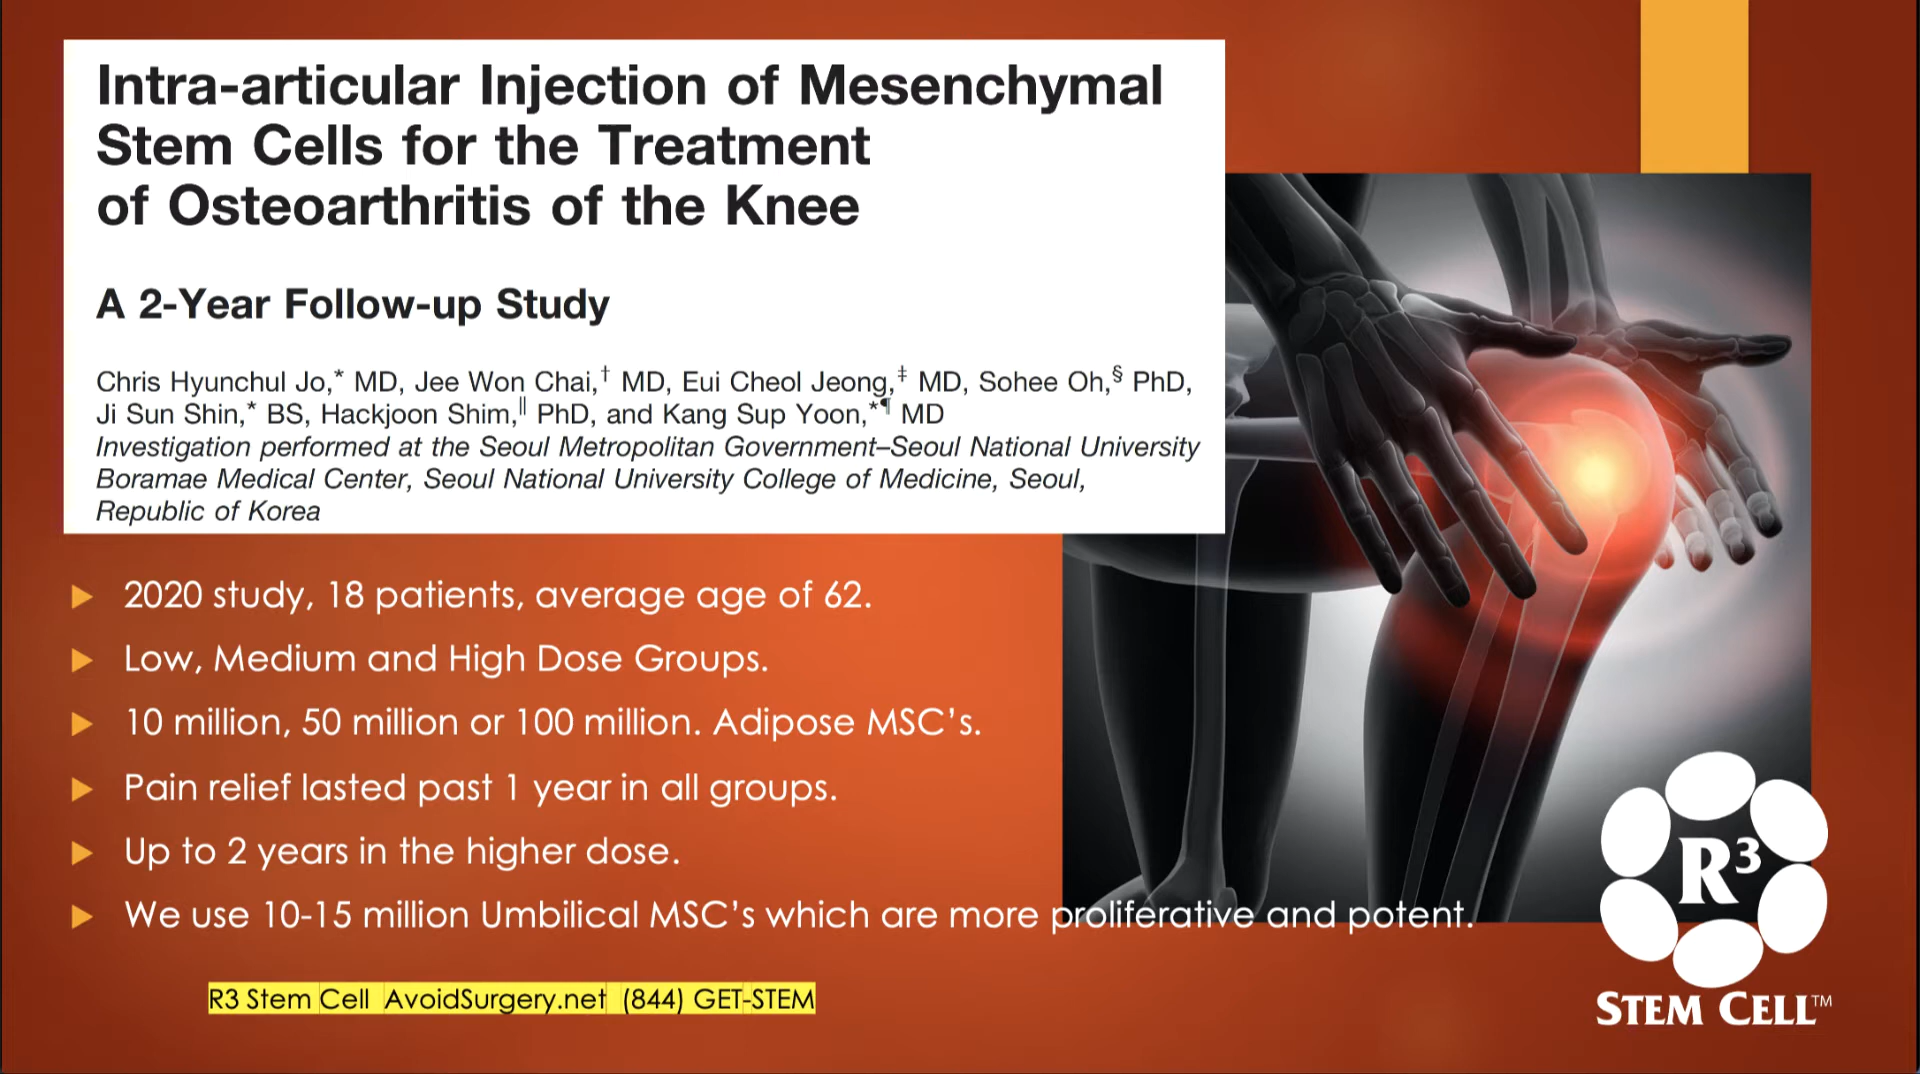 Intra-articular Injection of Mesenchymal
Stem Cells for the Treatment
of Osteoarthritis of the Knee
A 2-Year Follow-up Study
Chris Hyunchul Jo,* MD, Jee Won Chai,† MD, Eui Cheol Jeong,‡ MD, Sohee Oh,§ PhD,
Ji Sun Shin,* BS, Hackjoon Shim,‖ PhD, and Kang Sup Yoon,*¶ MD
Investigation performed at the Seoul Metropolitan Government–Seoul National University
Boramae Medical Center, Seoul National University College of Medicine, Seoul,
Republic of Korea
2020 study, 18 patients, average age of 62.
Low, Medium and High Dose Groups.
10 million, 50 million or 100 million. Adipose MSC's.
Pain relief lasted past 1 year in all groups.
Up to 2 years in the higher dose.
We use 10-15 million Umbilical MSC's which are more proliferative and potent.
R3 Stem Cell AvoidSurgery.net (844) GET-STEM
R³
STEM CELL™